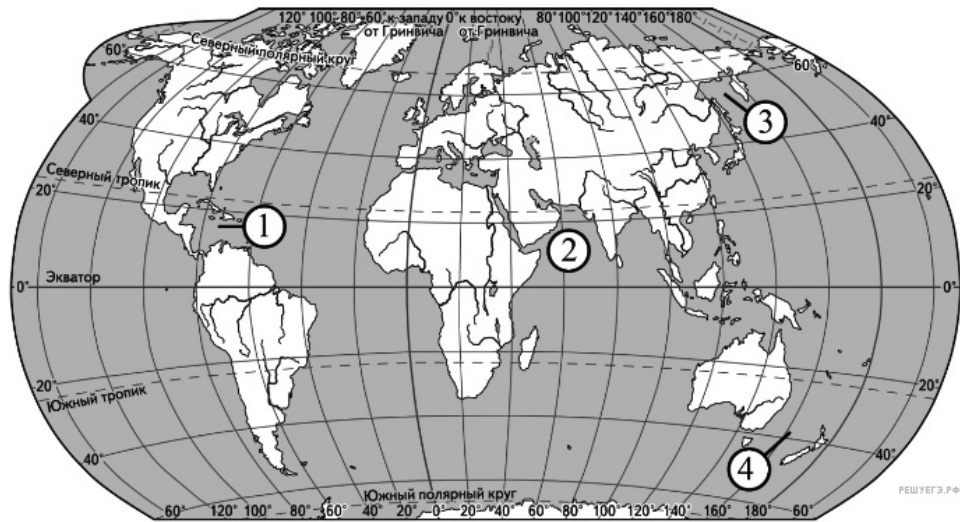 120° 100° 80° 60° к западу 0° к востоку 80° 100° 120° 140° 160° 180°
от Гринвича от Гринвича
60° Северный полярный круг 60°
40° 3 40°
Северный тропик
20° 20°
1
2
Экватор
0° 0°
20° 20°
Южный тропик
40° 4 40°
РЕШУЕГЭ.РФ
Южный полярный круг
60° 120° 100° 80° 60° 40° 20° 0° 20° 40° 60° 80° 100° 120° 140° 160° 180° 60°